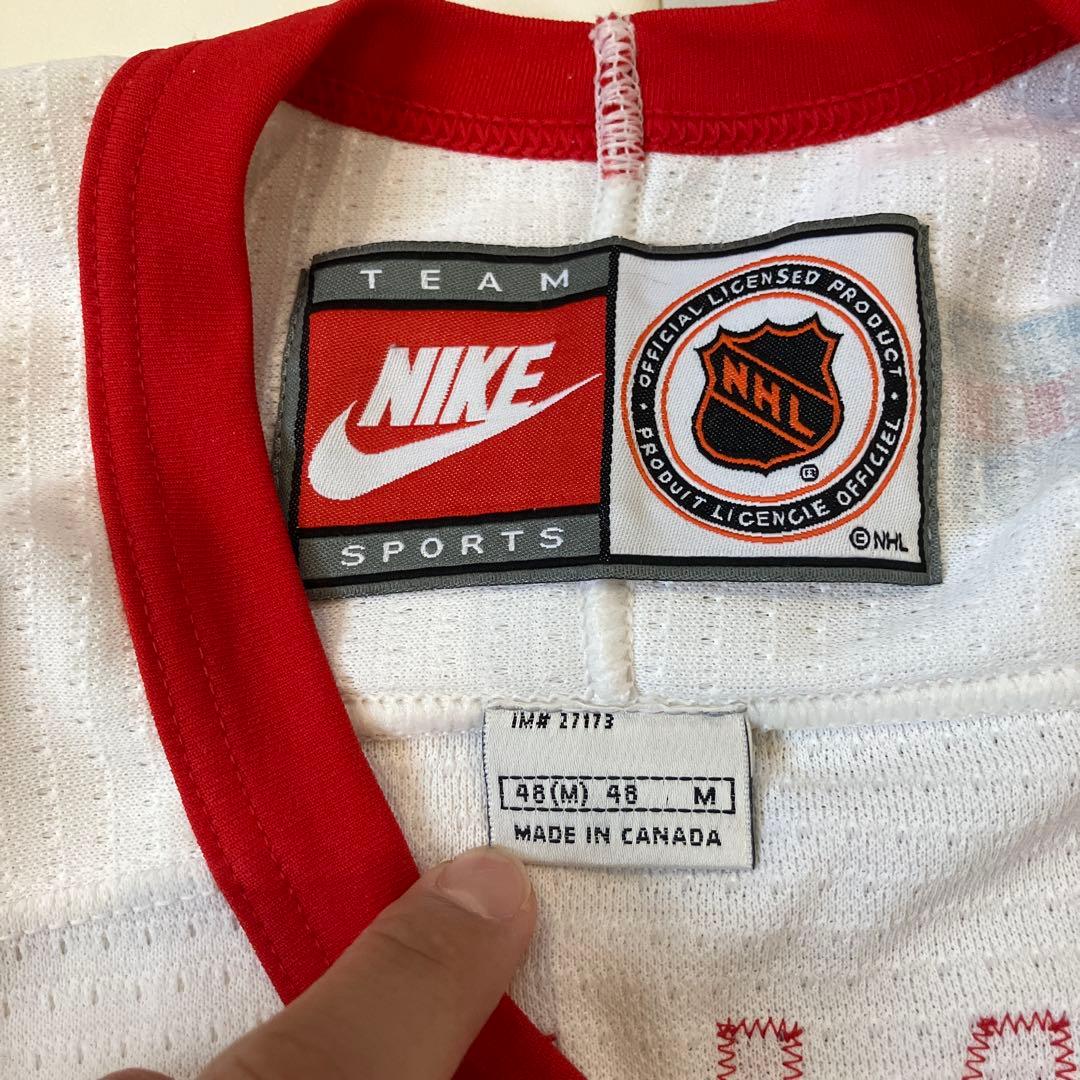 TEAM
NIKE
SPORTS
• OFFICIAL LICENSED PRODUCT •
NHL
®
PRODUIT LICENCIE OFFICIEL
© NHL
IM# 27173
48(M) 48 M
MADE IN CANADA